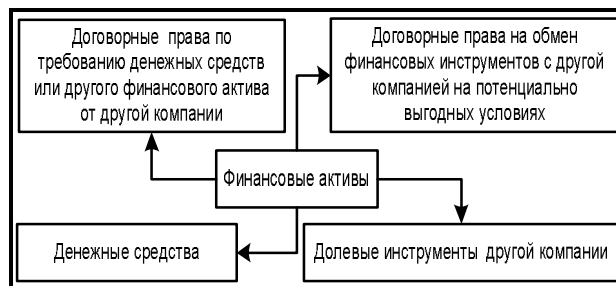 Договорные права по
требованию денежных средств
или другого финансового актива
от другой компании
Договорные права на обмен
финансовых инструментов с другой
компанией на потенциально
выгодных условиях
Финансовые активы
Денежные средства
Долевые инструменты другой компании